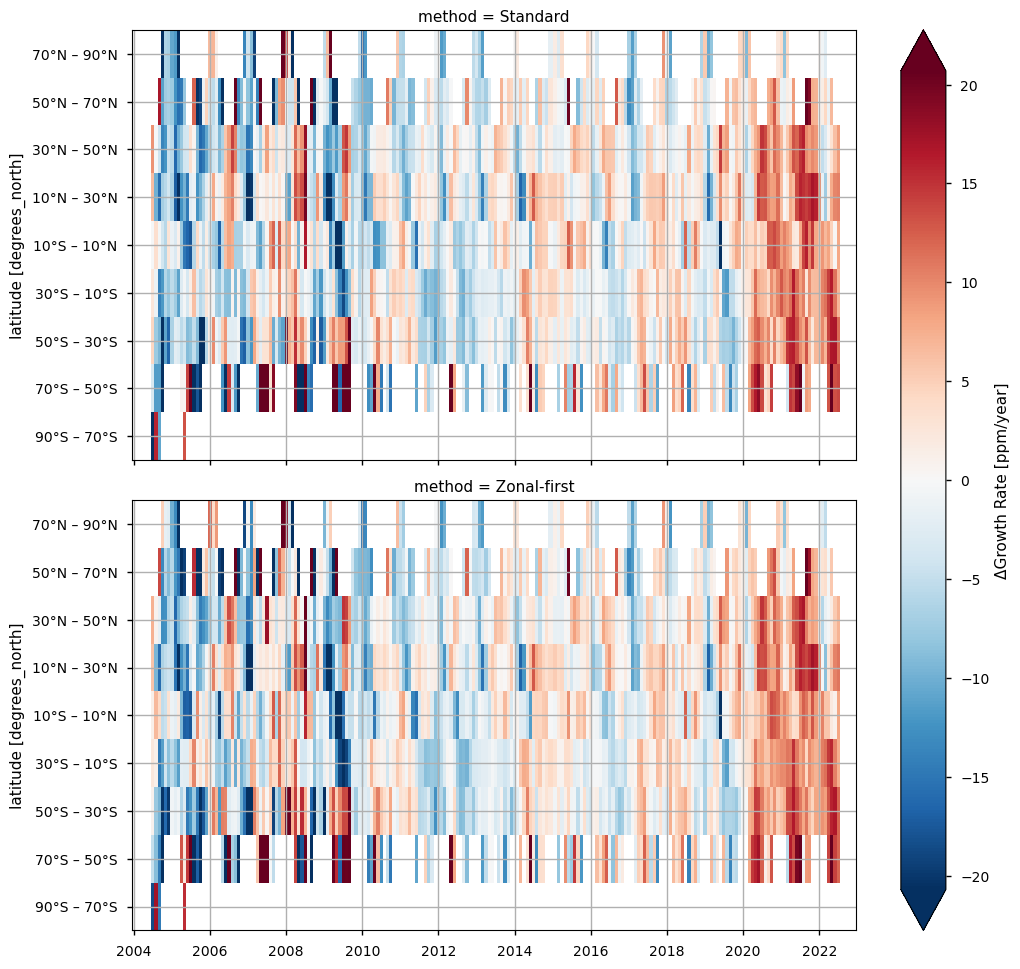 method = Standard
latitude [degrees_north]
70°N – 90°N
50°N – 70°N
30°N – 50°N
10°N – 30°N
10°S – 10°N
30°S – 10°S
50°S – 30°S
70°S – 50°S
90°S – 70°S
method = Zonal-first
latitude [degrees_north]
70°N – 90°N
50°N – 70°N
30°N – 50°N
10°N – 30°N
10°S – 10°N
30°S – 10°S
50°S – 30°S
70°S – 50°S
90°S – 70°S
2004 2006 2008 2010 2012 2014 2016 2018 2020 2022
20
15
10
5
0
−5
−10
−15
−20
ΔGrowth Rate [ppm/year]